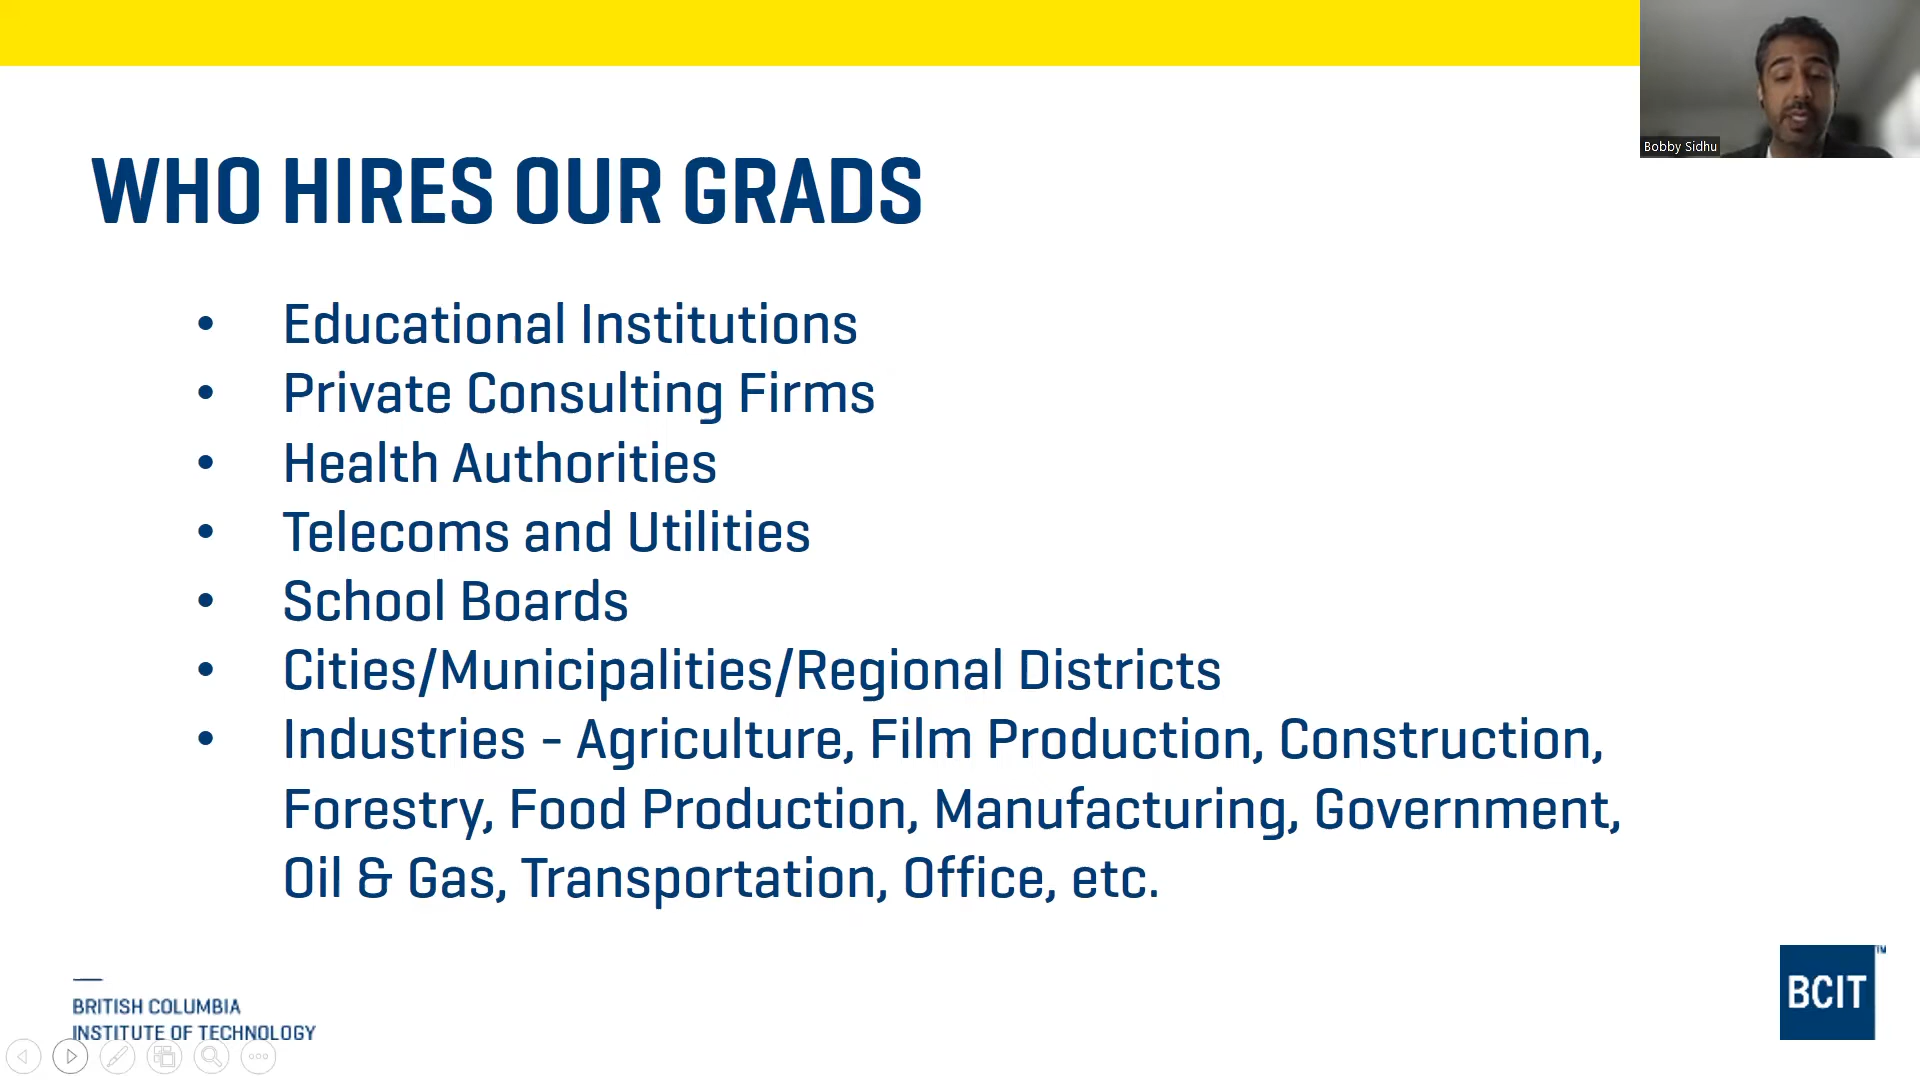 Bobby Sidhu
WHO HIRES OUR GRADS
• Educational Institutions
• Private Consulting Firms
• Health Authorities
• Telecoms and Utilities
• School Boards
• Cities/Municipalities/Regional Districts
• Industries - Agriculture, Film Production, Construction,
Forestry, Food Production, Manufacturing, Government,
Oil & Gas, Transportation, Office, etc.
BRITISH COLUMBIA
INSTITUTE OF TECHNOLOGY
BCIT™